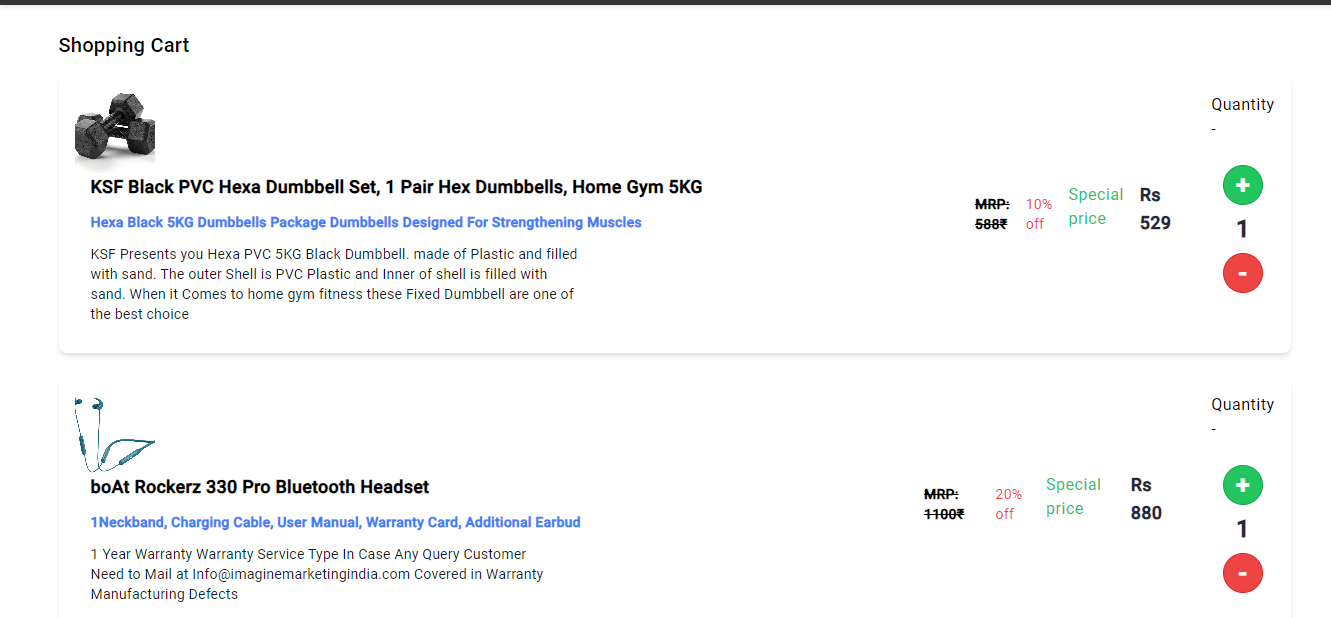 Shopping Cart
Quantity
-
KSF Black PVC Hexa Dumbbell Set, 1 Pair Hex Dumbbells, Home Gym 5KG
Hexa Black 5KG Dumbbells Package Dumbbells Designed For Strengthening Muscles
KSF Presents you Hexa PVC 5KG Black Dumbbell. made of Plastic and filled
with sand. The outer Shell is PVC Plastic and Inner of shell is filled with
sand. When it Comes to home gym fitness these Fixed Dumbbell are one of
the best choice
MRP:
588₹
10%
off
Special
price
Rs
529
+
1
-
Quantity
-
boAt Rockerz 330 Pro Bluetooth Headset
1Neckband, Charging Cable, User Manual, Warranty Card, Additional Earbud
1 Year Warranty Warranty Service Type In Case Any Query Customer
Need to Mail at Info@imaginemarketingindia.com Covered in Warranty
Manufacturing Defects
MRP:
1100₹
20%
off
Special
price
Rs
880
+
1
-